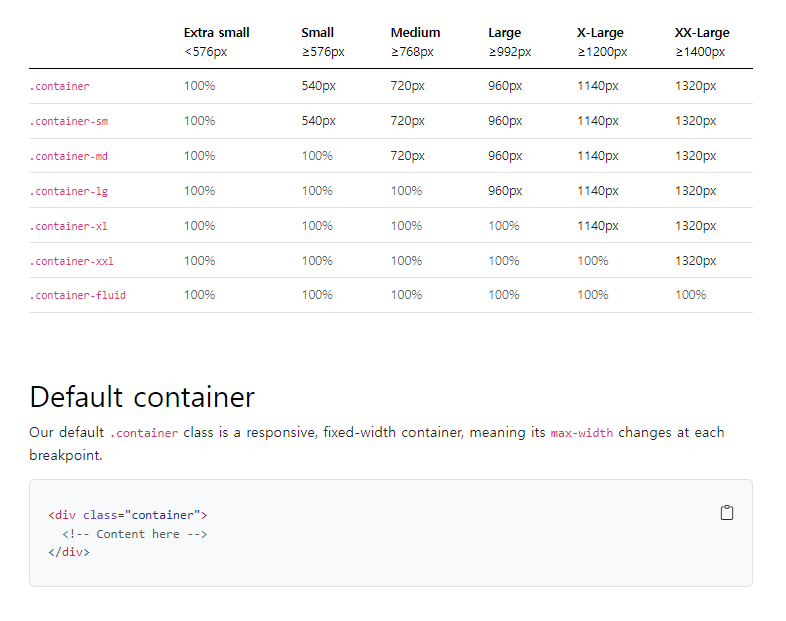 Extra small Small Medium Large X-Large XX-Large
<576px ≥576px ≥768px ≥992px ≥1200px ≥1400px
.container 100% 540px 720px 960px 1140px 1320px
.container-sm 100% 540px 720px 960px 1140px 1320px
.container-md 100% 100% 720px 960px 1140px 1320px
.container-lg 100% 100% 100% 960px 1140px 1320px
.container-xl 100% 100% 100% 100% 1140px 1320px
.container-xxl 100% 100% 100% 100% 100% 1320px
.container-fluid 100% 100% 100% 100% 100% 100%
Default container
Our default .container class is a responsive, fixed-width container, meaning its max-width changes at each
breakpoint.
<div class="container">
  <!-- Content here -->
</div>